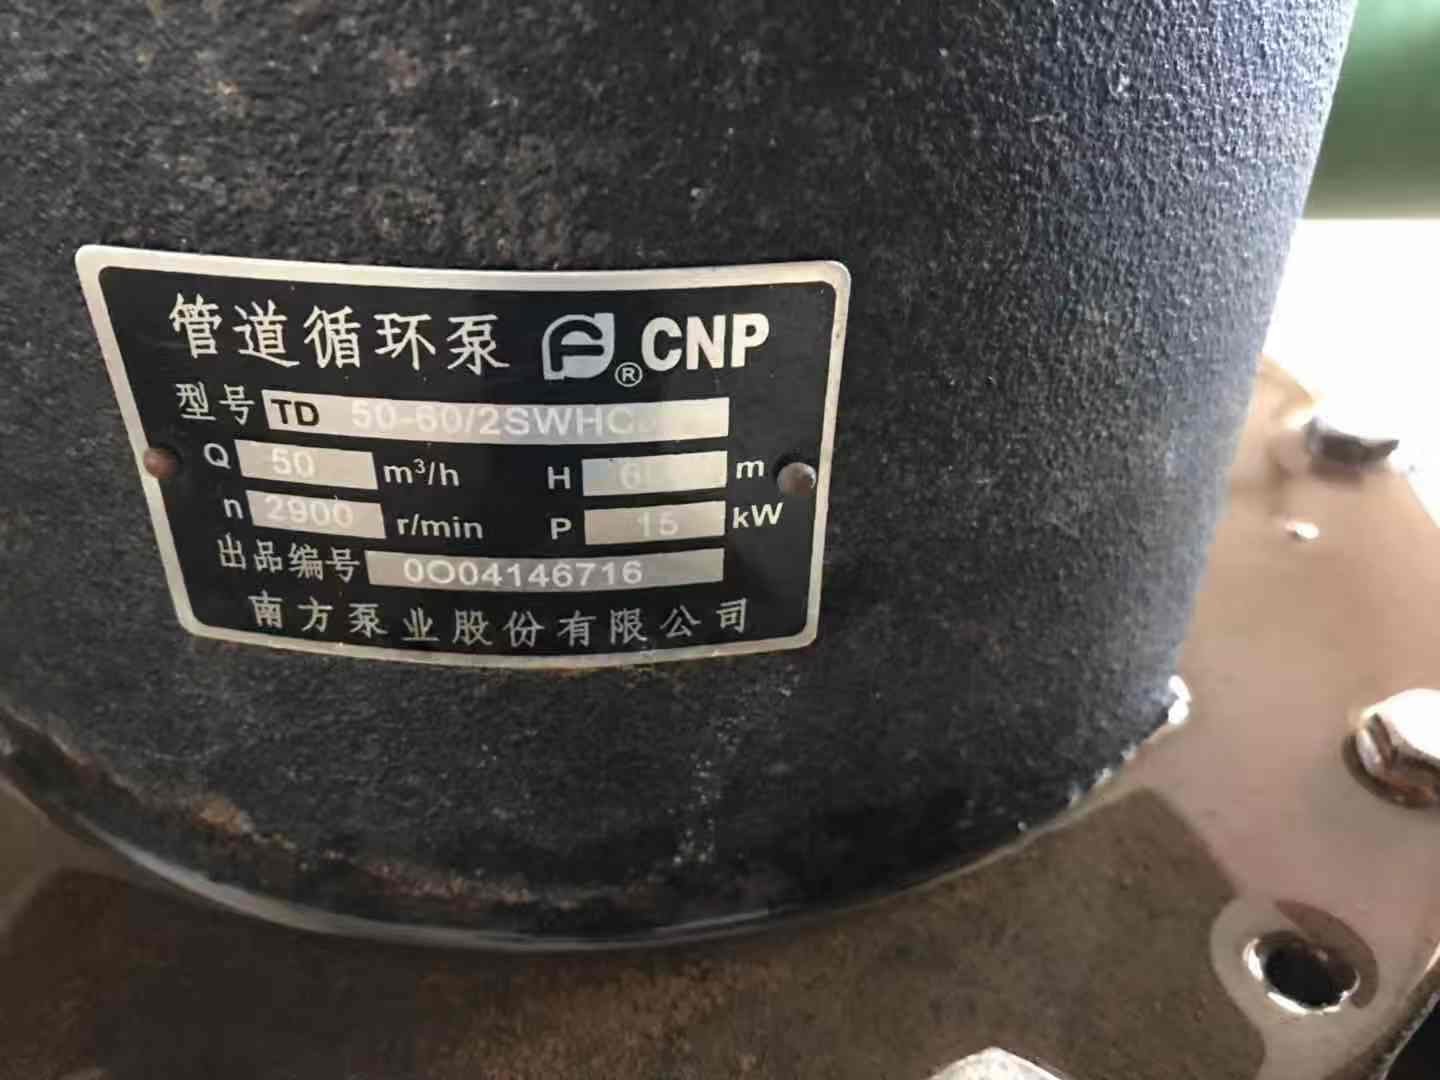 管道循环泵 ® CNP
型号 TD 50-60/2SWHC
Q 50 m³/h H 6 m
n 2900 r/min P 15 kW
出品编号 0O04146716
南方泵业股份有限公司